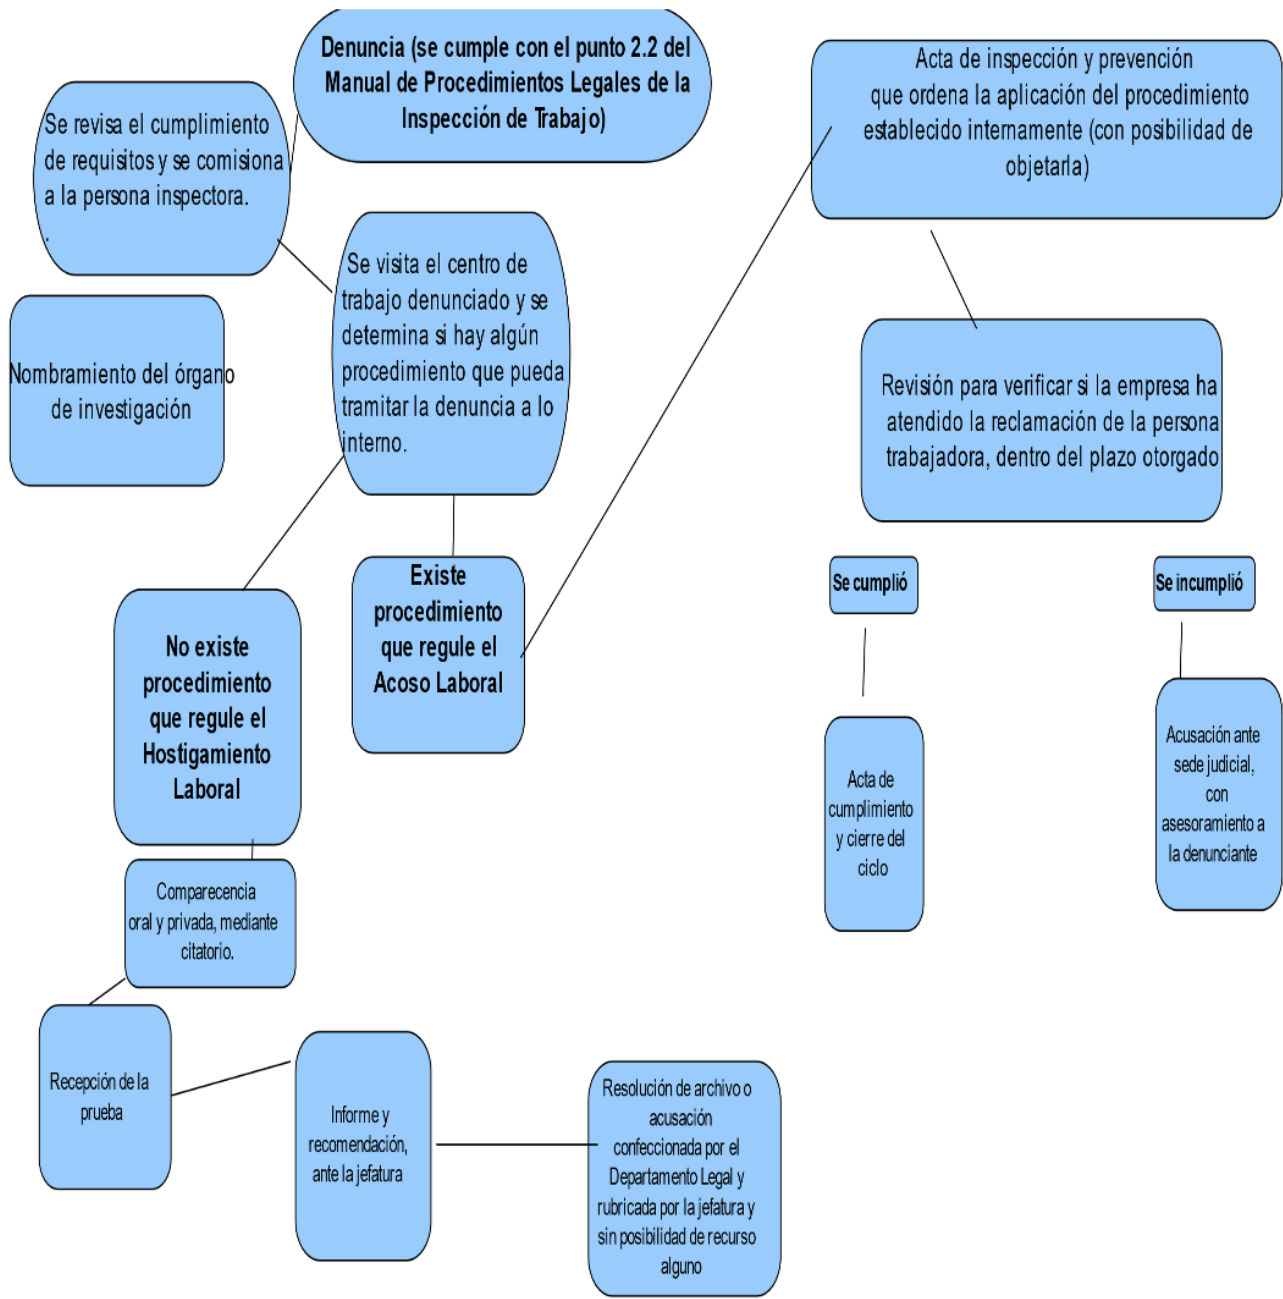 Denuncia (se cumple con el punto 2.2 del
Manual de Procedimientos Legales de la
Inspección de Trabajo)
Se revisa el cumplimiento
de requisitos y se comisiona
a la persona inspectora.
.
Se visita el centro de
trabajo denunciado y se
determina si hay algún
procedimiento que pueda
tramitar la denuncia a lo
interno.
Nombramiento del órgano
de investigación
No existe
procedimiento
que regule el
Hostigamiento
Laboral
Existe
procedimiento
que regule el
Acoso Laboral
Comparecencia
oral y privada, mediante
citatorio.
Recepción de la
prueba
Informe y
recomendación,
ante la jefatura
Resolución de archivo o
acusación
confeccionada por el
Departamento Legal y
rubricada por la jefatura y
sin posibilidad de recurso
alguno
Acta de inspección y prevención
que ordena la aplicación del procedimiento
establecido internamente (con posibilidad de
objetarla)
Revisión para verificar si la empresa ha
atendido la reclamación de la persona
trabajadora, dentro del plazo otorgado
Se cumplió
Se incumplió
Acta de
cumplimiento
y cierre del
ciclo
Acusación ante
sede judicial,
con
asesoramiento a
la denunciante